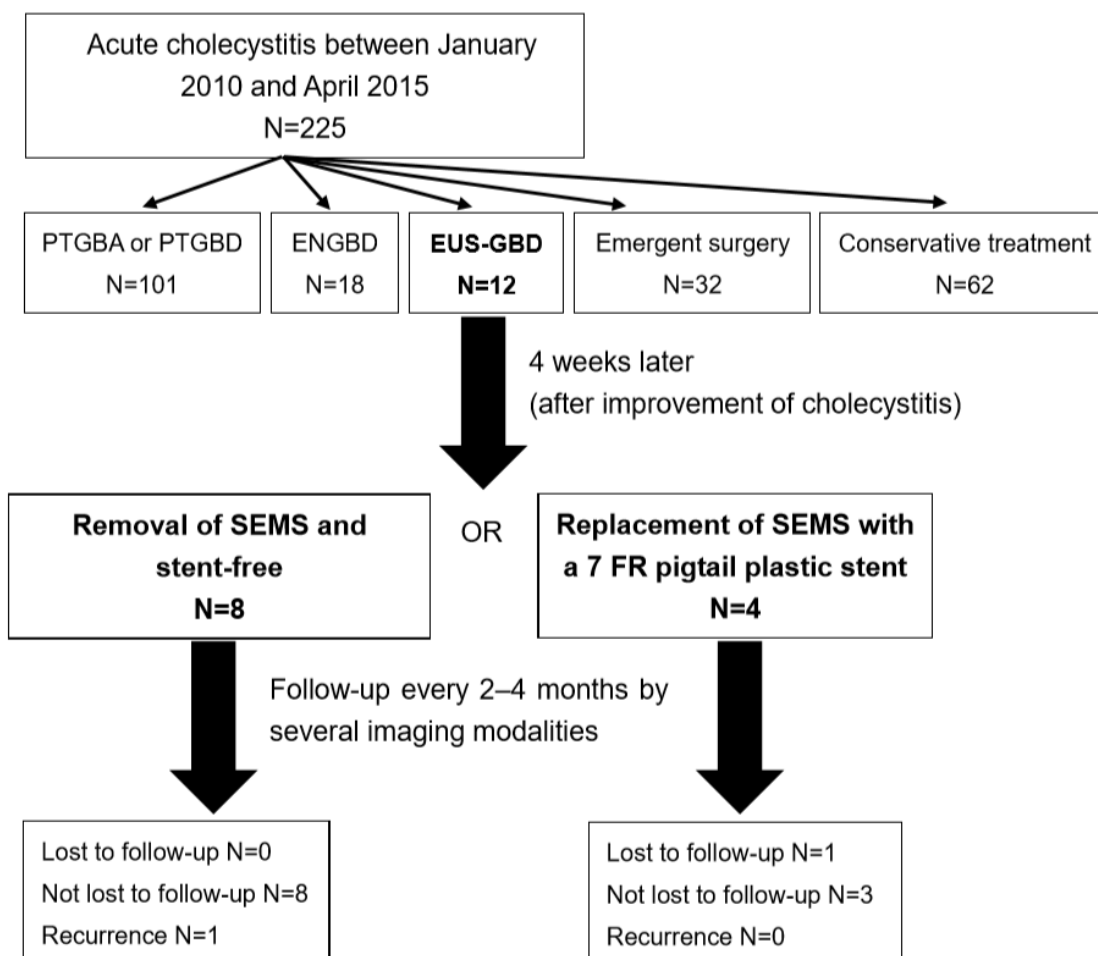 Acute cholecystitis between January
2010 and April 2015
N=225
PTGBA or PTGBD
N=101
ENGBD
N=18
EUS-GBD
N=12
Emergent surgery
N=32
Conservative treatment
N=62
4 weeks later
(after improvement of cholecystitis)
Removal of SEMS and
stent-free
N=8
OR
Replacement of SEMS with
a 7 FR pigtail plastic stent
N=4
Follow-up every 2–4 months by
several imaging modalities
Lost to follow-up N=0
Not lost to follow-up N=8
Recurrence N=1
Lost to follow-up N=1
Not lost to follow-up N=3
Recurrence N=0